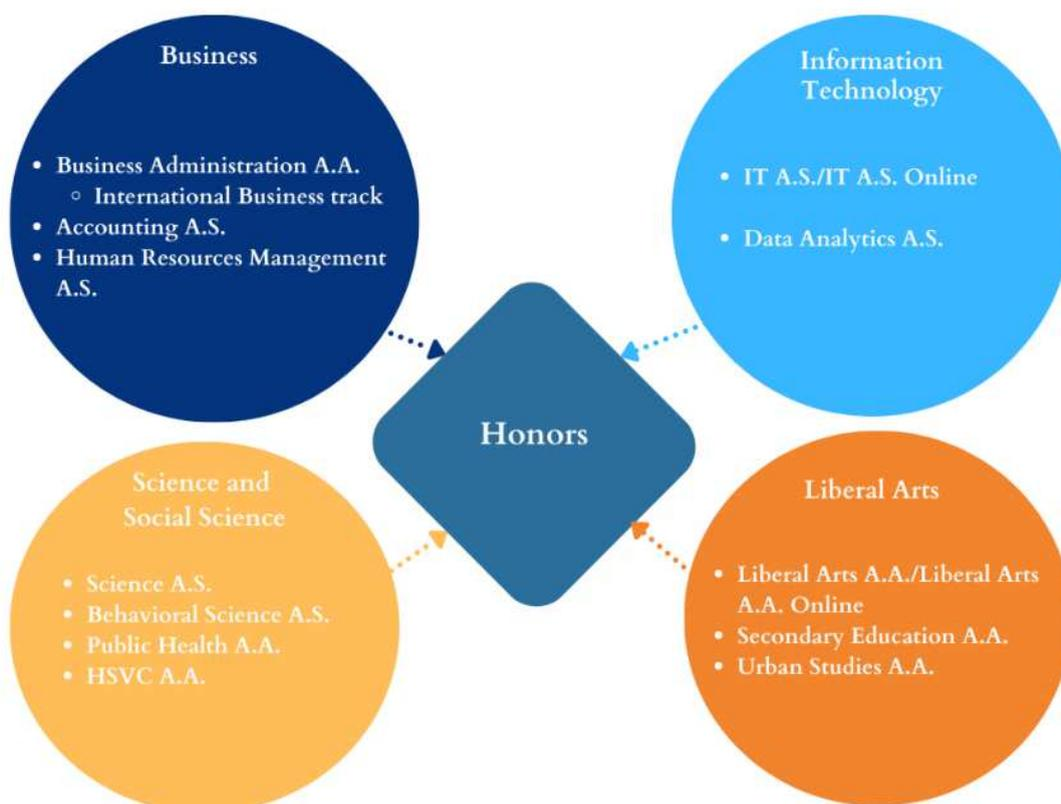 Business
• Business Administration A.A.
◦ International Business track
• Accounting A.S.
• Human Resources Management
A.S.
Information
Technology
• IT A.S./IT A.S. Online
• Data Analytics A.S.
Honors
Science and
Social Science
• Science A.S.
• Behavioral Science A.S.
• Public Health A.A.
• HSVC A.A.
Liberal Arts
• Liberal Arts A.A./Liberal Arts
A.A. Online
• Secondary Education A.A.
• Urban Studies A.A.